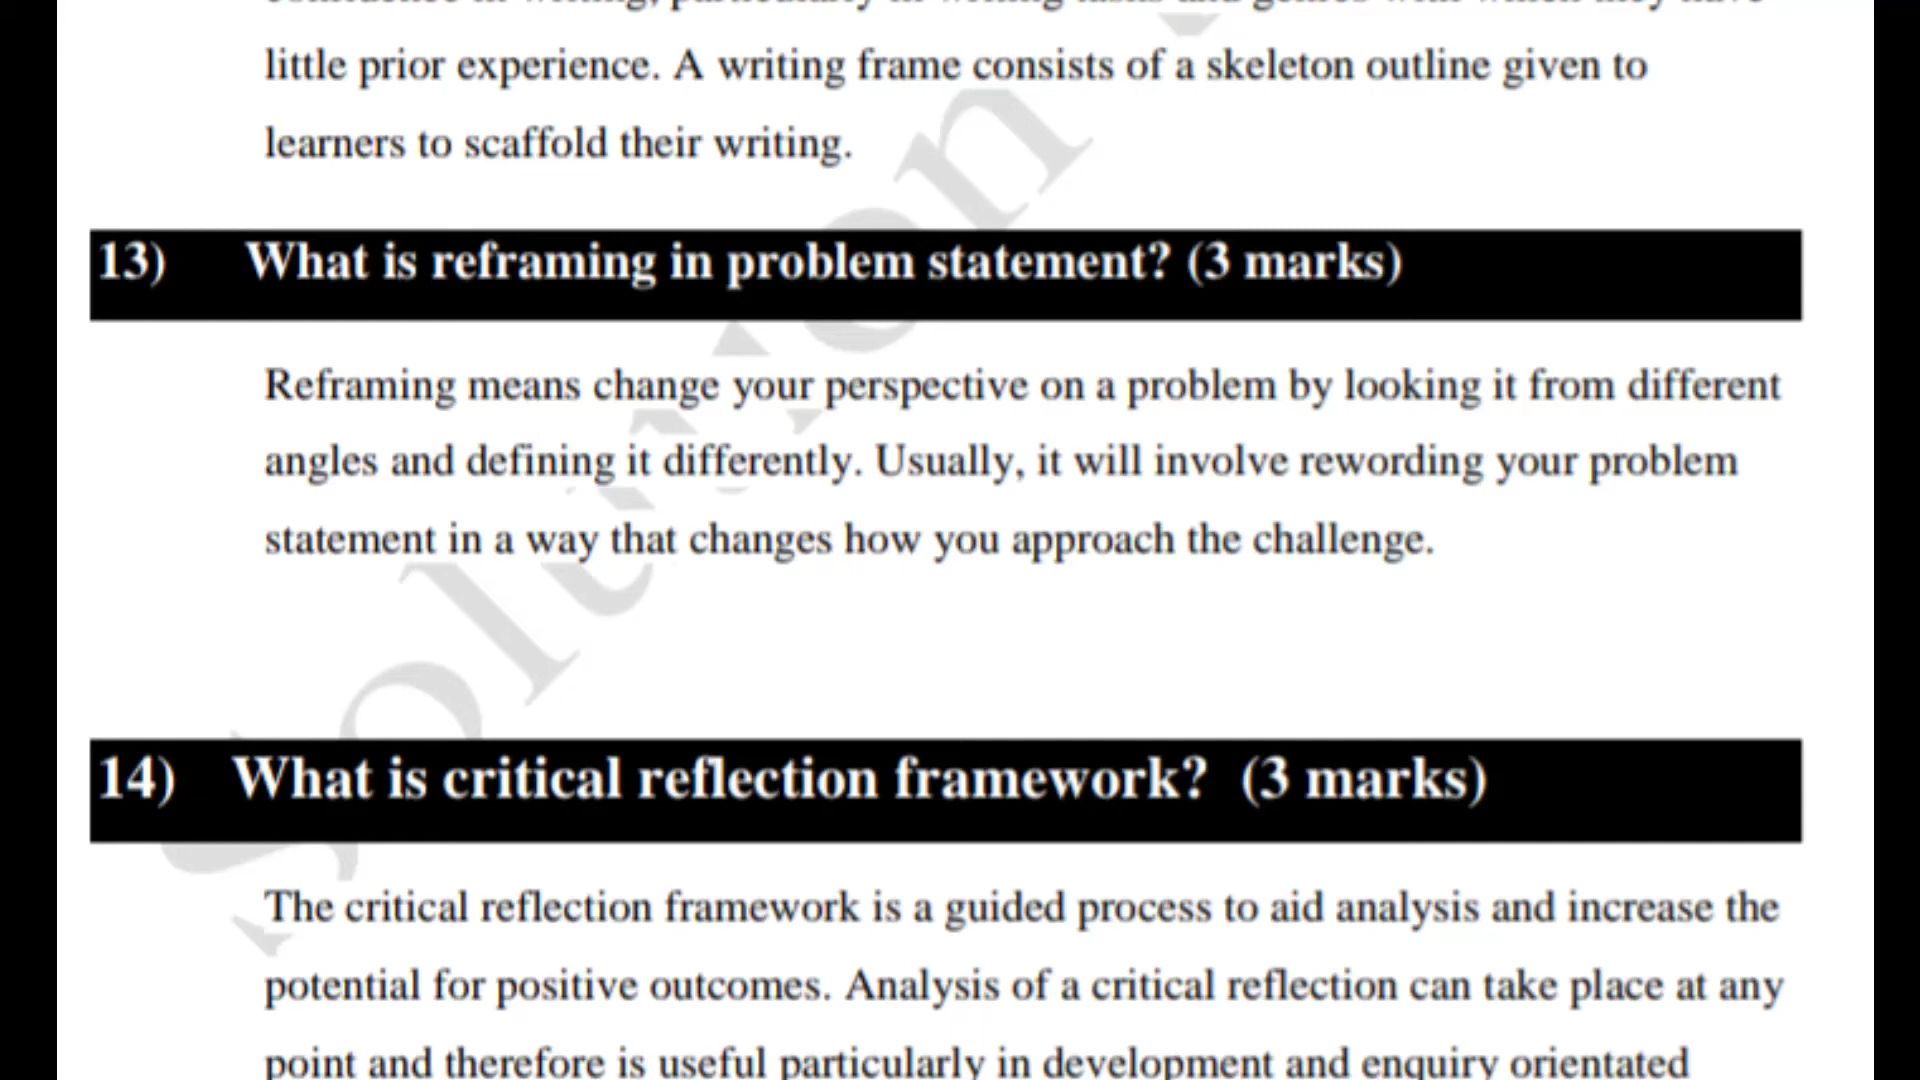 little prior experience. A writing frame consists of a skeleton outline given to
learners to scaffold their writing.
13) What is reframing in problem statement? (3 marks)
Reframing means change your perspective on a problem by looking it from different
angles and defining it differently. Usually, it will involve rewording your problem
statement in a way that changes how you approach the challenge.
14) What is critical reflection framework? (3 marks)
The critical reflection framework is a guided process to aid analysis and increase the
potential for positive outcomes. Analysis of a critical reflection can take place at any
point and therefore is useful particularly in development and enquiry orientated